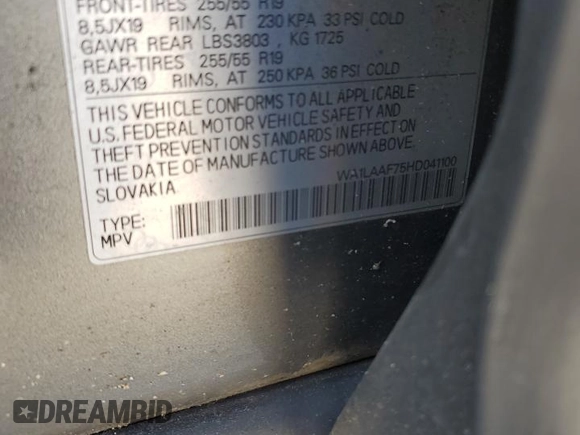 FRONT-TIRES 255/55 R19
8,5JX19 RIMS, AT 230 KPA 33 PSI COLD
GAWR REAR LBS3803 , KG 1725
REAR-TIRES 255/55 R19
8,5JX19 RIMS, AT 250 KPA 36 PSI COLD
THIS VEHICLE CONFORMS TO ALL APPLICABLE
U.S. FEDERAL MOTOR VEHICLE SAFETY AND
THEFT PREVENTION STANDARDS IN EFFECT ON
THE DATE OF MANUFACTURE SHOWN ABOVE.
SLOVAKIA
WA1LAAF75HD041100
TYPE:
MPV
DREAMBID